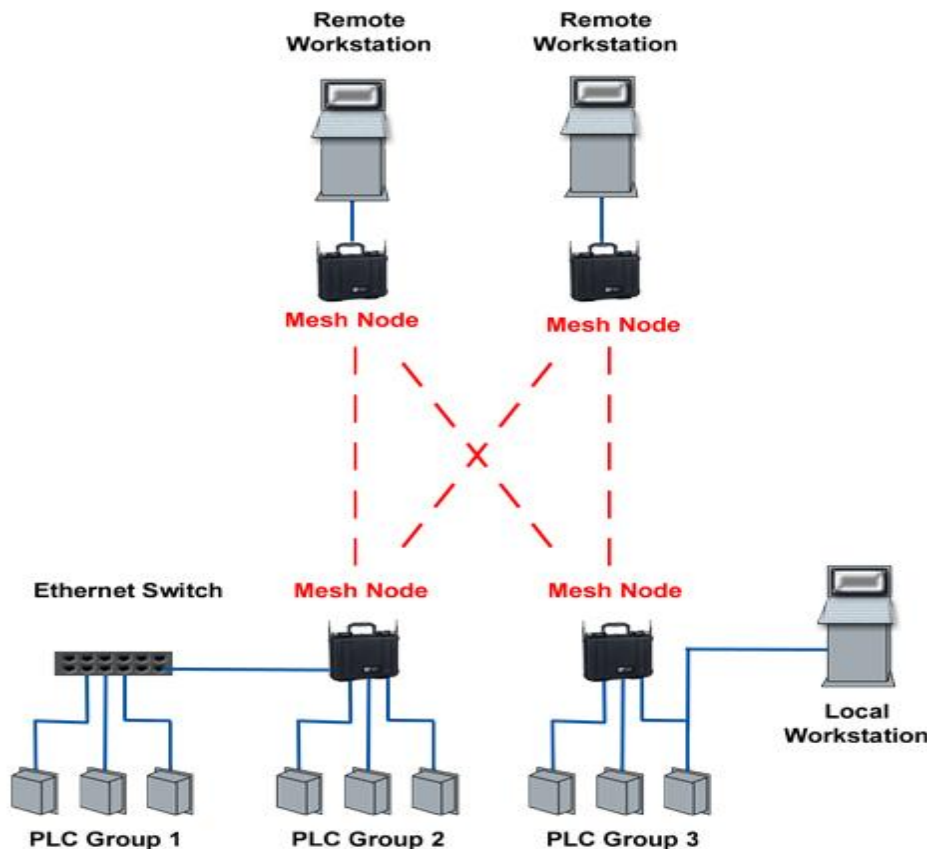 Remote
Workstation
Remote
Workstation
Mesh Node
Mesh Node
Ethernet Switch
Mesh Node
Mesh Node
Local
Workstation
PLC Group 1
PLC Group 2
PLC Group 3